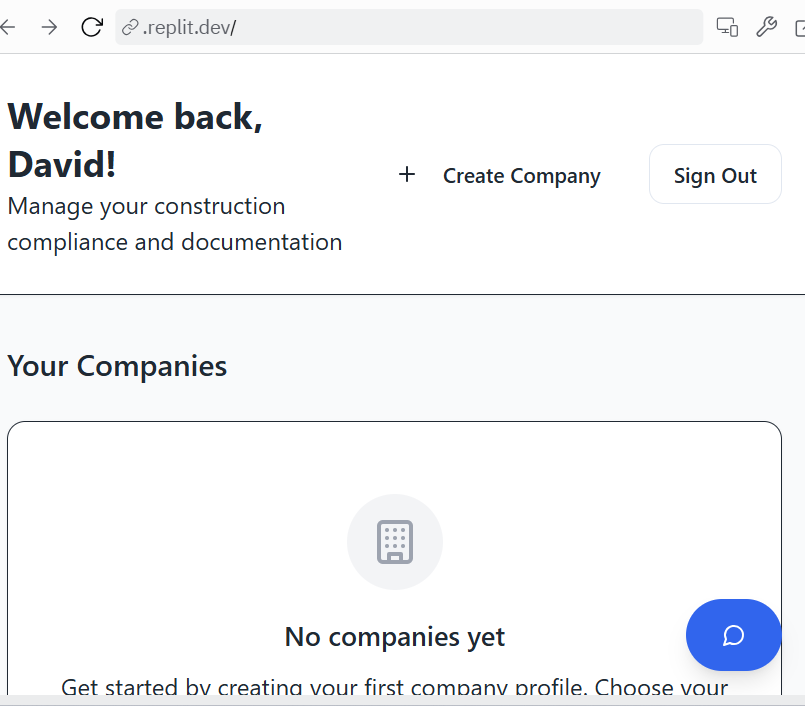 .replit.dev/
Welcome back,
David!
Manage your construction
compliance and documentation
+ Create Company
Sign Out
Your Companies
No companies yet
Get started by creating your first company profile. Choose your